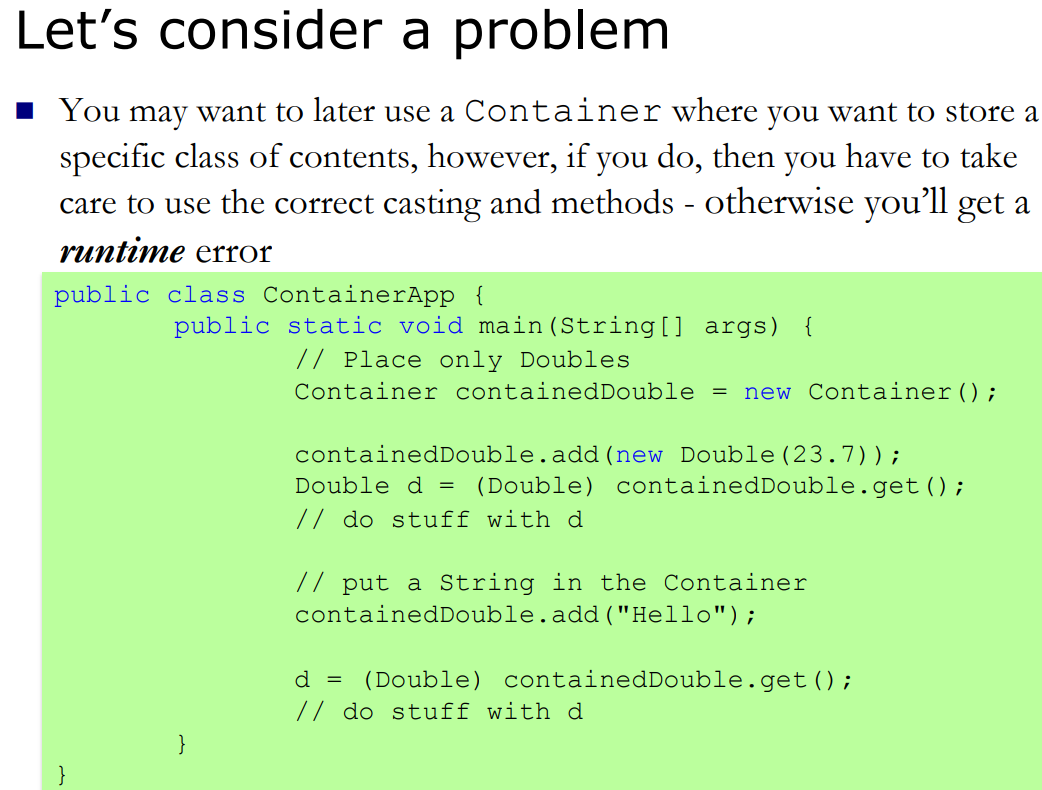 Let’s consider a problem
You may want to later use a Container where you want to store a
specific class of contents, however, if you do, then you have to take
care to use the correct casting and methods - otherwise you’ll get a
runtime error
public class ContainerApp {
public static void main(String[] args) {
// Place only Doubles
Container containedDouble = new Container();
containedDouble.add(new Double(23.7));
Double d = (Double) containedDouble.get();
// do stuff with d
// put a String in the Container
containedDouble.add("Hello");
d = (Double) containedDouble.get();
// do stuff with d
}
}